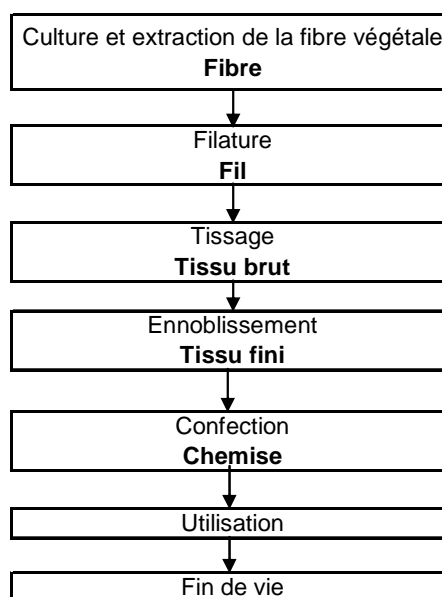 Culture et extraction de la fibre végétale
Fibre
Filature
Fil
Tissage
Tissu brut
Ennoblissement
Tissu fini
Confection
Chemise
Utilisation
Fin de vie